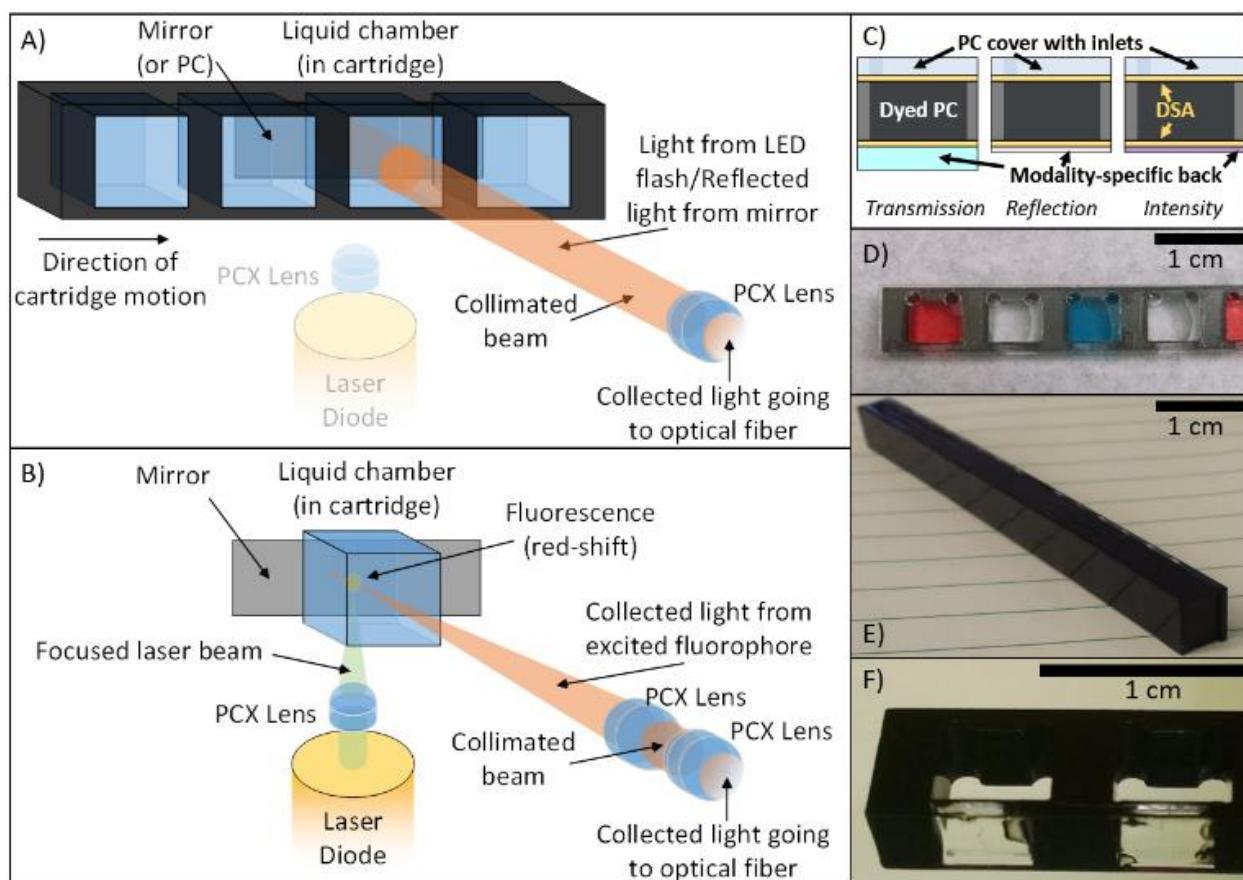 A)
Mirror
(or PC)
Liquid chamber
(in cartridge)
Light from LED
flash/Reflected
light from mirror
Direction of
cartridge motion
PCX Lens
Collimated
beam
PCX Lens
Laser
Diode
Collected light going
to optical fiber
B)
Mirror
Liquid chamber
(in cartridge)
Fluorescence
(red-shift)
Collected light from
excited fluorophore
Focused laser beam
PCX Lens
PCX Lens
PCX Lens
Collimated
beam
Laser
Diode
Collected light going
to optical fiber
C)
PC cover with inlets
Dyed PC
DSA
Modality-specific back
Transmission Reflection Intensity
D)
1 cm
1 cm
E)
F)
1 cm